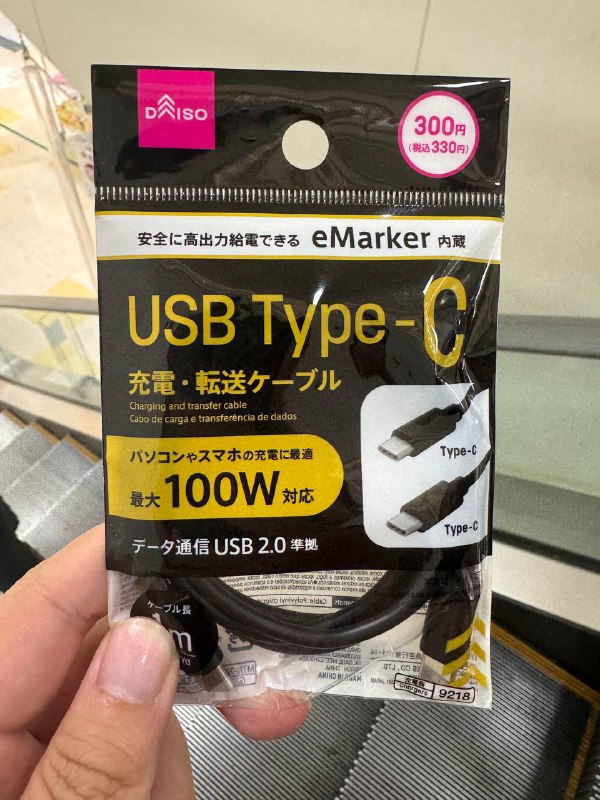 DAISO
300円
(税込330円)
安全に高出力給電できる eMarker 内蔵
USB Type-C
充電・転送ケーブル
Charging and transfer cable
Cabo de carga e transferência de dados
パソコンやスマホの充電に最適
最大 100W 対応
Type-C
Type-C
データ通信 USB 2.0 準拠
ケーブル長
MADE IN CHINA
Chargers
9218